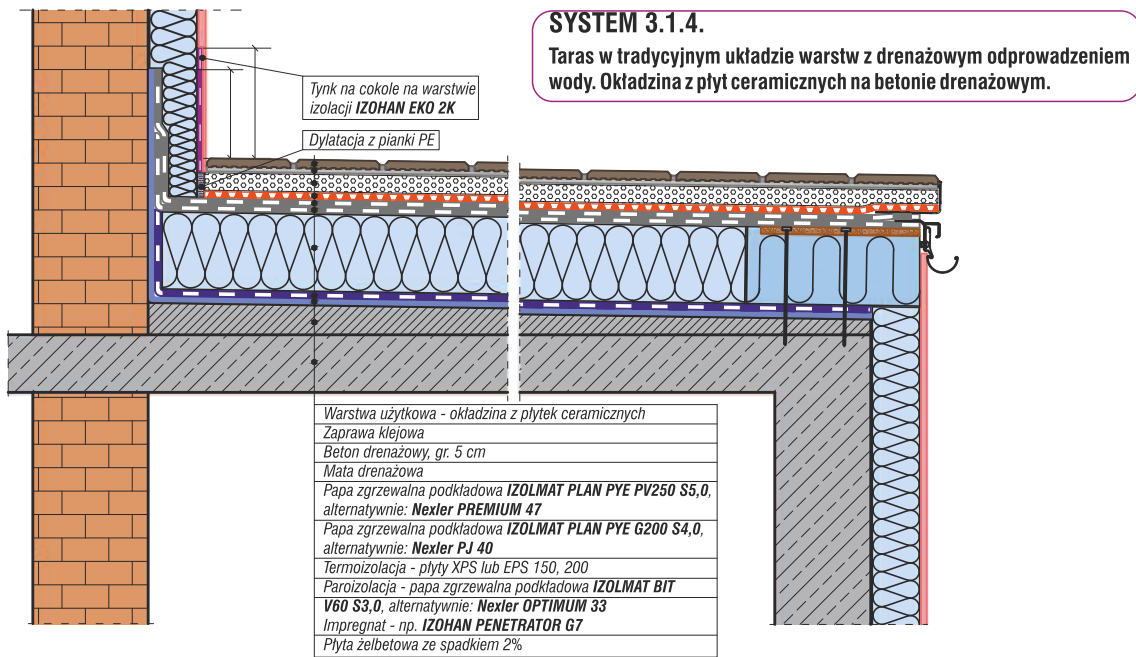 SYSTEM 3.1.4.
Taras w tradycyjnym układzie warstw z drenażowym odprowadzeniem
wody. Okładzina z płyt ceramicznych na betonie drenażowym.
Tynk na cokole na warstwie
izolacji IZOHAN EKO 2K
Dylatacja z pianki PE
Warstwa użytkowa - okładzina z płytek ceramicznych
Zaprawa klejowa
Beton drenażowy, gr. 5 cm
Mata drenażowa
Papa zgrzewalna podkładowa IZOLMAT PLAN PYE PV250 S5,0,
alternatywnie: Nexler PREMIUM 47
Papa zgrzewalna podkładowa IZOLMAT PLAN PYE G200 S4,0,
alternatywnie: Nexler PJ 40
Termoizolacja - płyty XPS lub EPS 150, 200
Paroizolacja - papa zgrzewalna podkładowa IZOLMAT BIT
V60 S3,0, alternatywnie: Nexler OPTIMUM 33
Impregnat - np. IZOHAN PENETRATOR G7
Płyta żelbetowa ze spadkiem 2%